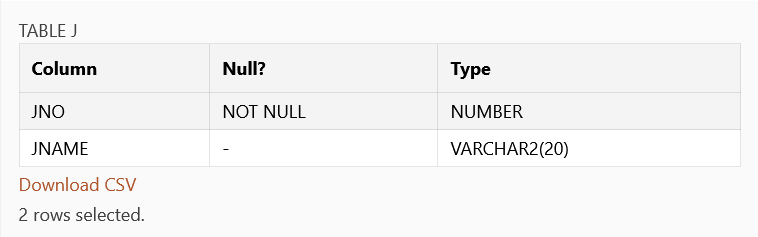 TABLE J
Column Null? Type
JNO NOT NULL NUMBER
JNAME - VARCHAR2(20)
Download CSV
2 rows selected.